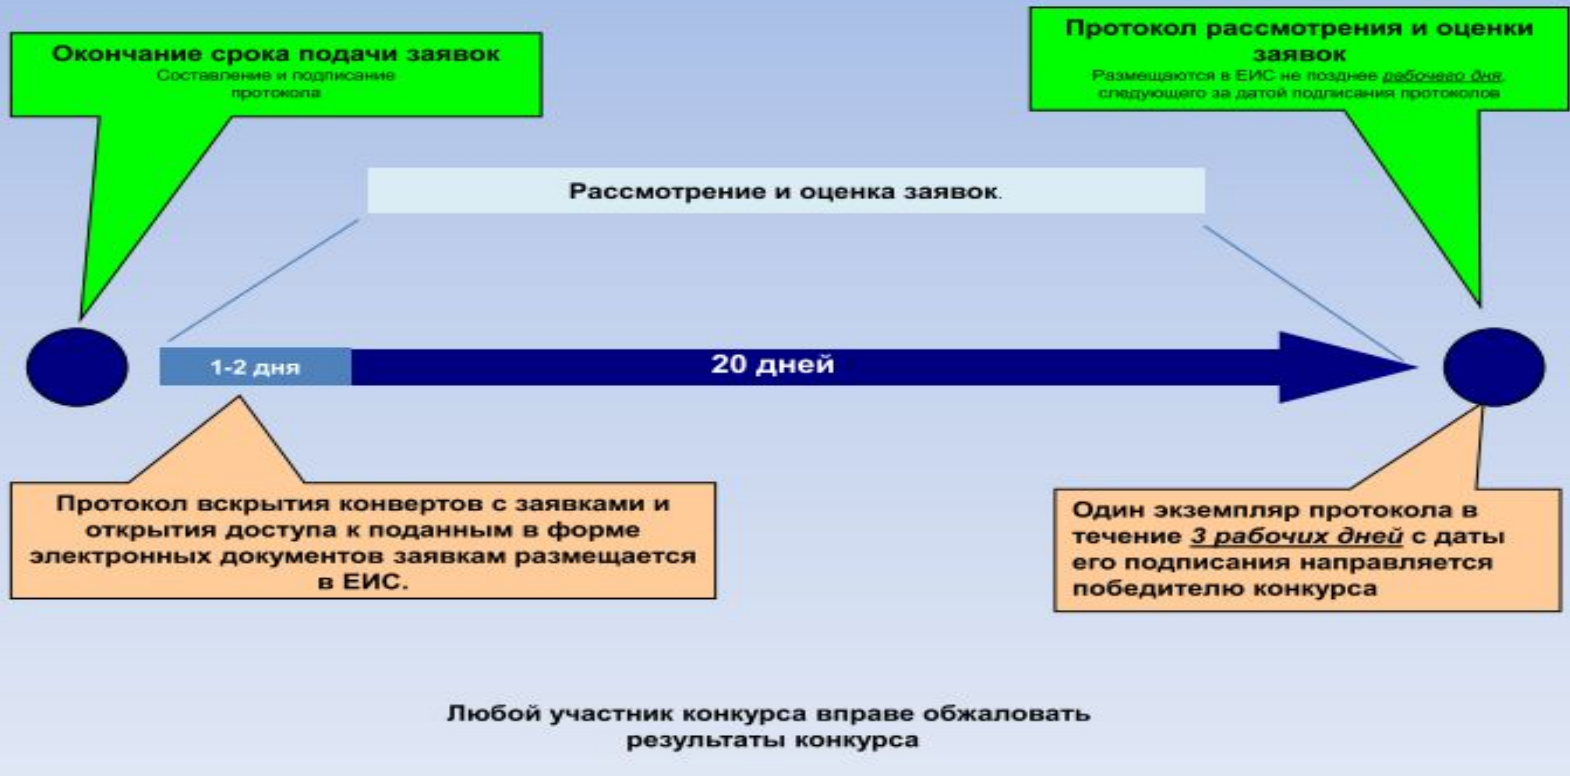 Окончание срока подачи заявок
Составление и подписание
протокола
Протокол рассмотрения и оценки
заявок
Размещаются в ЕИС не позднее рабочего дня,
следующего за датой подписания протоколов
Рассмотрение и оценка заявок.
1-2 дня
20 дней
Протокол вскрытия конвертов с заявками и
открытия доступа к поданным в форме
электронных документов заявкам размещается
в ЕИС.
Один экземпляр протокола в
течение 3 рабочих дней с даты
его подписания направляется
победителю конкурса
Любой участник конкурса вправе обжаловать
результаты конкурса